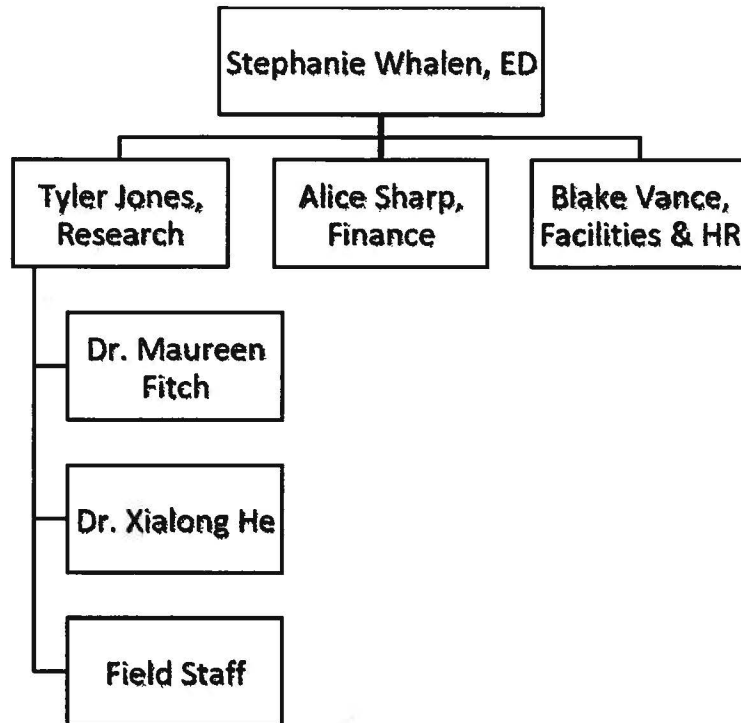 Stephanie Whalen, ED
Tyler Jones,
Research
Alice Sharp,
Finance
Blake Vance,
Facilities & HR
Dr. Maureen
Fitch
Dr. Xialong He
Field Staff